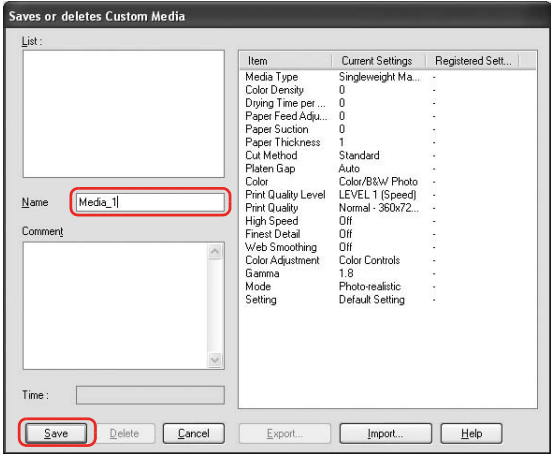 Saves or deletes Custom Media
List :
Name Media_1
Comment
Time :
Item Current Settings Registered Sett...
Media Type Singleweight Ma... -
Color Density 0 -
Drying Time per ... 0 -
Paper Feed Adju... 0 -
Paper Suction 0 -
Paper Thickness 1 -
Cut Method Standard -
Platen Gap Auto -
Color Color/B&W Photo -
Print Quality Level LEVEL 1 (Speed) -
Print Quality Normal - 360x72... -
High Speed Off -
Finest Detail Off -
Web Smoothing Off -
Color Adjustment Color Controls -
Gamma 1.8 -
Mode Photo-realistic -
Setting Default Setting -
Save Delete Cancel Export... Import... Help